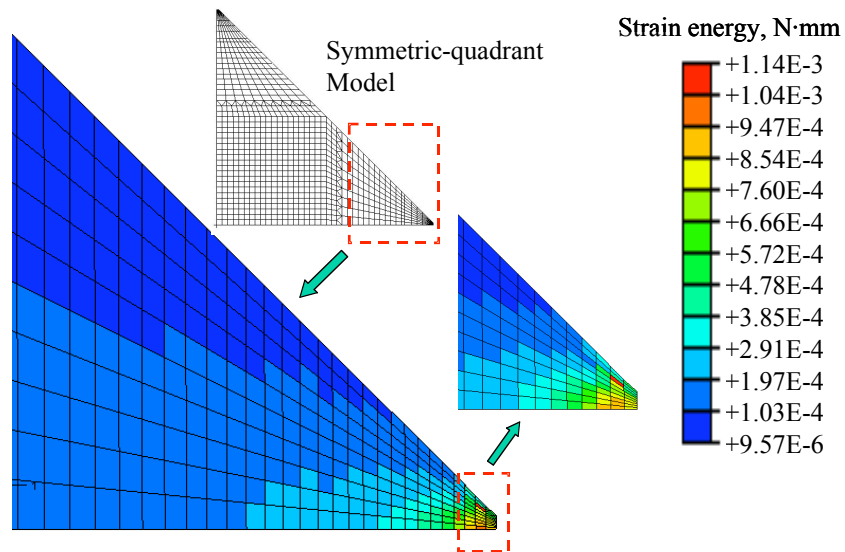 Symmetric-quadrant
Model
Strain energy, N·mm
+1.14E-3
+1.04E-3
+9.47E-4
+8.54E-4
+7.60E-4
+6.66E-4
+5.72E-4
+4.78E-4
+3.85E-4
+2.91E-4
+1.97E-4
+1.03E-4
+9.57E-6